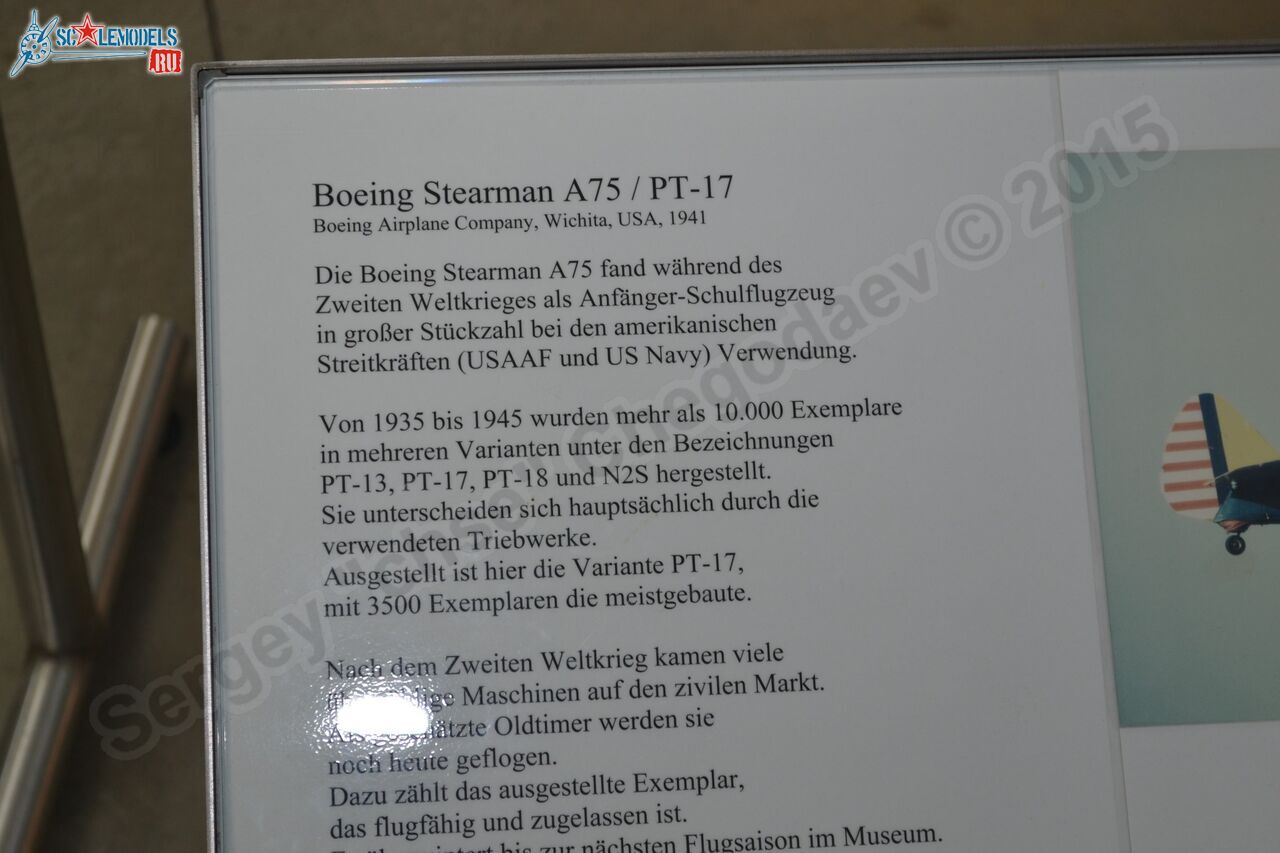 SCALEMODELS
RU
Boeing Stearman A75 / PT-17
Boeing Airplane Company, Wichita, USA, 1941
Die Boeing Stearman A75 fand während des
Zweiten Weltkrieges als Anfänger-Schulflugzeug
in großer Stückzahl bei den amerikanischen
Streitkräften (USAAF und US Navy) Verwendung.
Von 1935 bis 1945 wurden mehr als 10.000 Exemplare
in mehreren Varianten unter den Bezeichnungen
PT-13, PT-17, PT-18 und N2S hergestellt.
Sie unterscheiden sich hauptsächlich durch die
verwendeten Triebwerke.
Ausgestellt ist hier die Variante PT-17,
mit 3500 Exemplaren die meistgebaute.
Nach dem Zweiten Weltkrieg kamen viele
Maschinen auf den zivilen Markt.
Als geschätzte Oldtimer werden sie
noch heute geflogen.
Dazu zählt das ausgestellte Exemplar,
das flugfähig und zugelassen ist.
bis zur nächsten Flugsaison im Museum.
Sergey Chegodaev © 2015